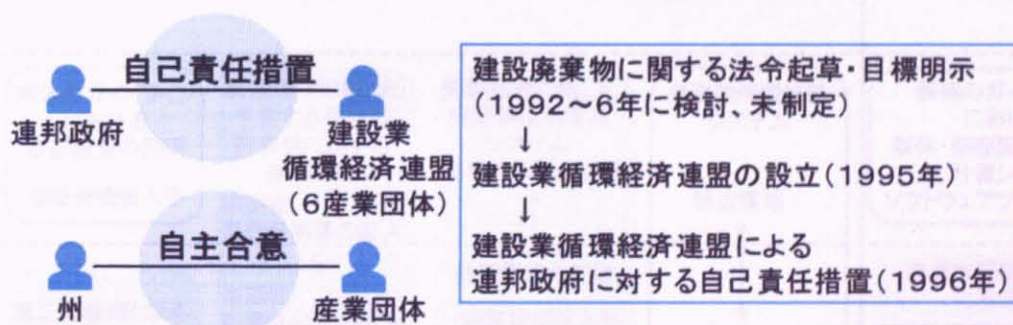 自己責任措置
連邦政府
建設業
循環経済連盟
(6産業団体)
自主合意
州
産業団体
建設廃棄物に関する法令起草・目標明示
(1992～6年に検討、未制定)
↓
建設業循環経済連盟の設立(1995年)
↓
建設業循環経済連盟による
連邦政府に対する自己責任措置(1996年)